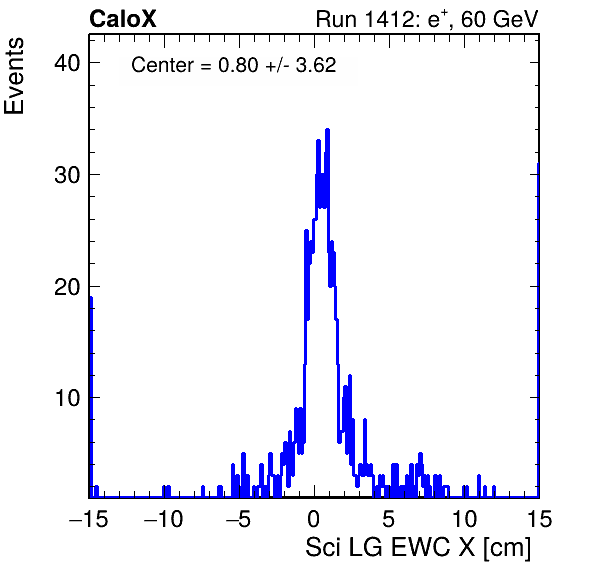 CaloX Run 1412: e⁺, 60 GeV
Events
Center = 0.80 +/- 3.62
40
30
20
10
−15 −10 −5 0 5 10 15
Sci LG EWC X [cm]